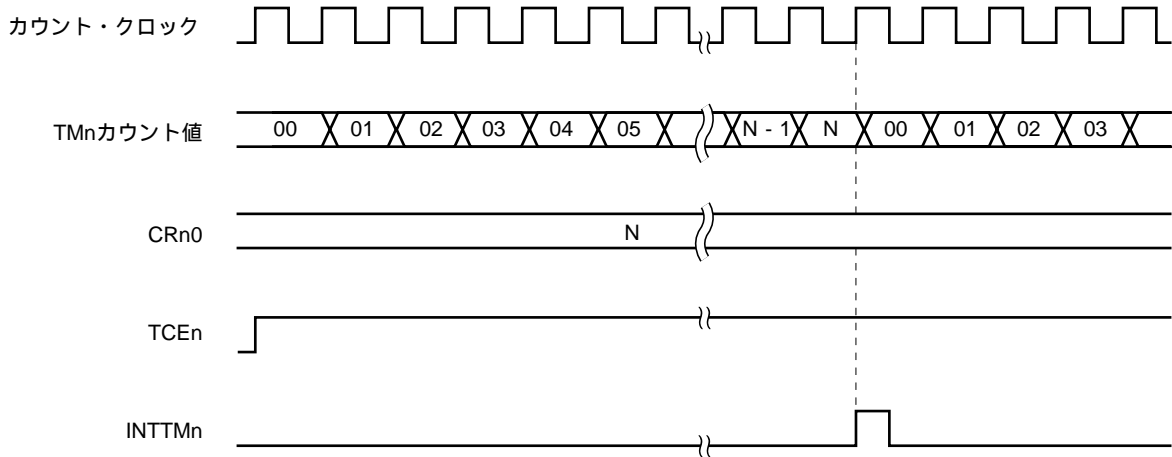 カウント・クロック
TMnカウント値 00 01 02 03 04 05 N - 1 N 00 01 02 03
CRn0 N
TCEn
INTTMn